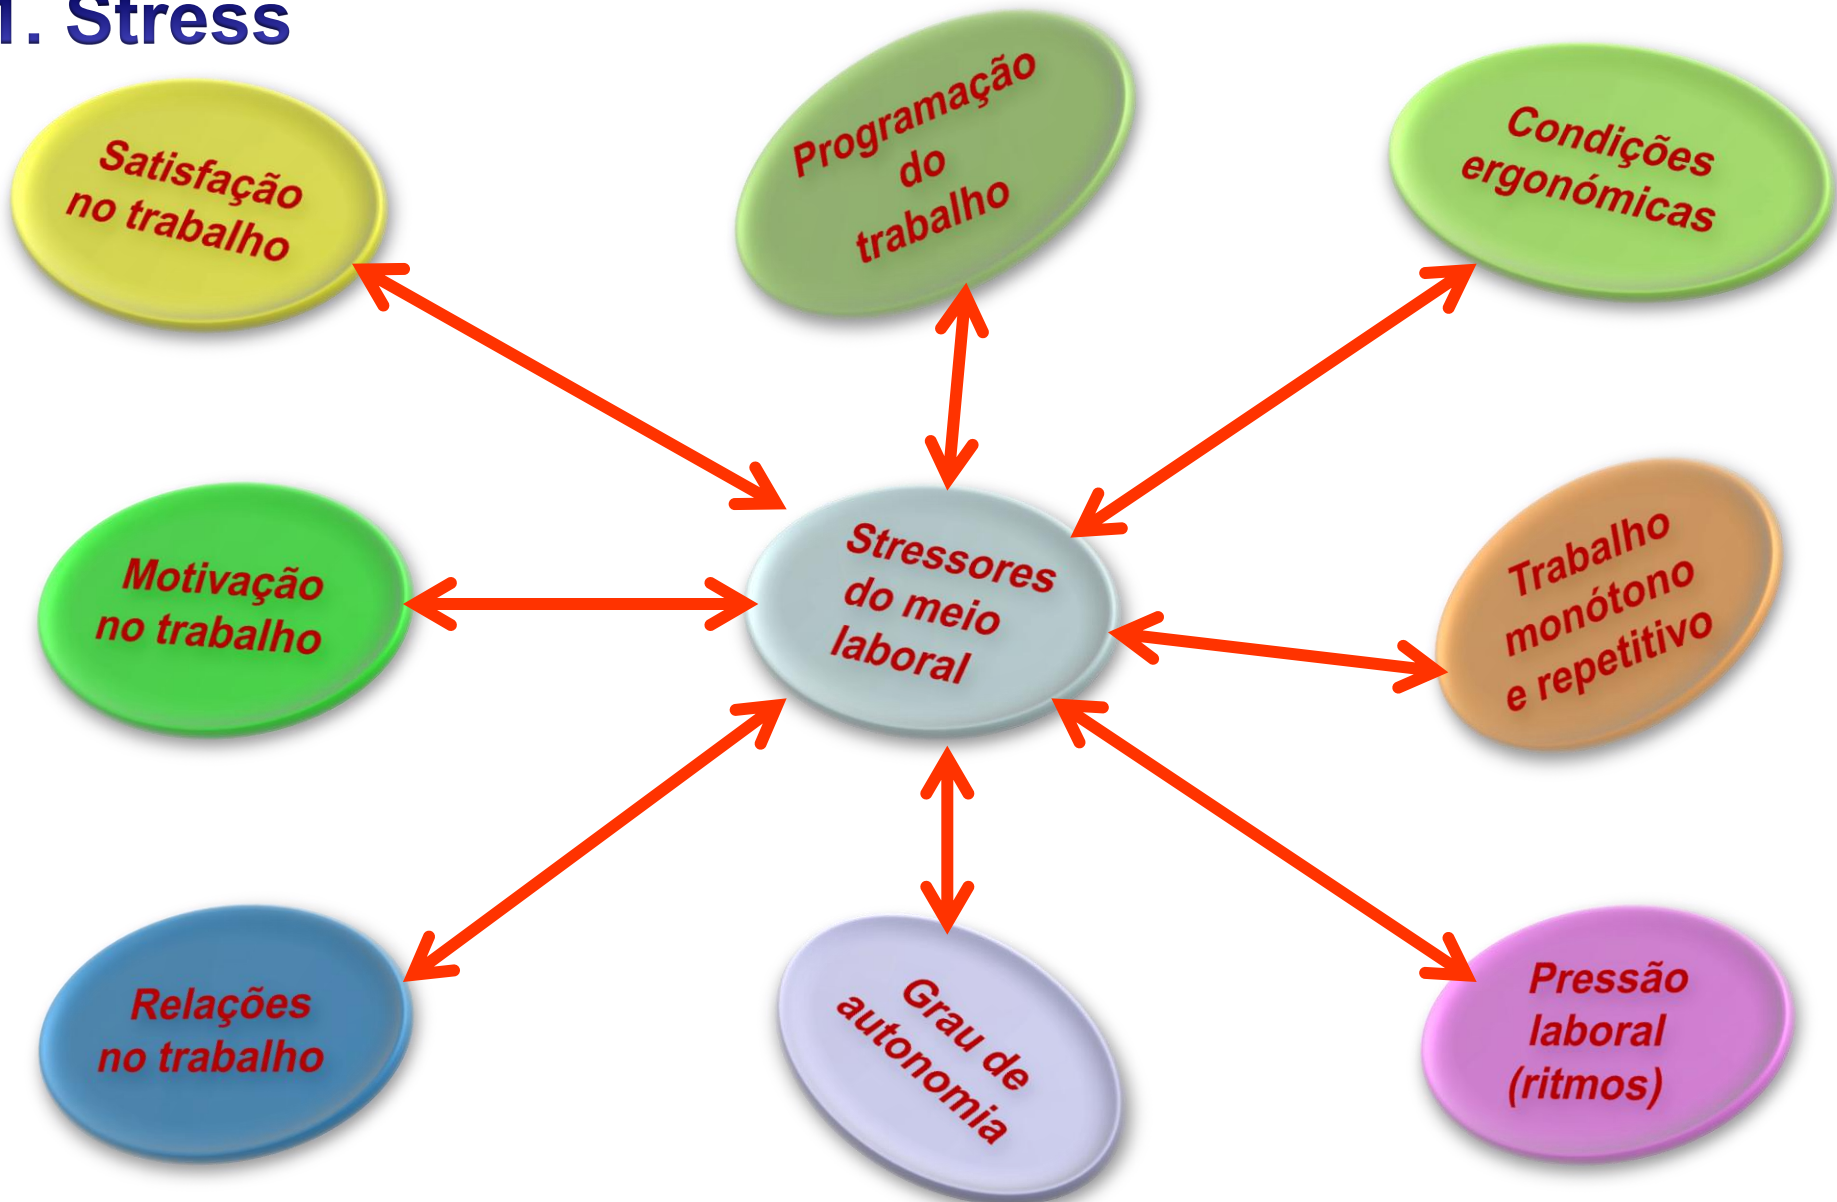 1. Stress
Satisfação
no trabalho
Programação
do
trabalho
Condições
ergonómicas
Motivação
no trabalho
Stressores
do meio
laboral
Trabalho
monótono
e repetitivo
Relações
no trabalho
Grau de
autonomia
Pressão
laboral
(ritmos)